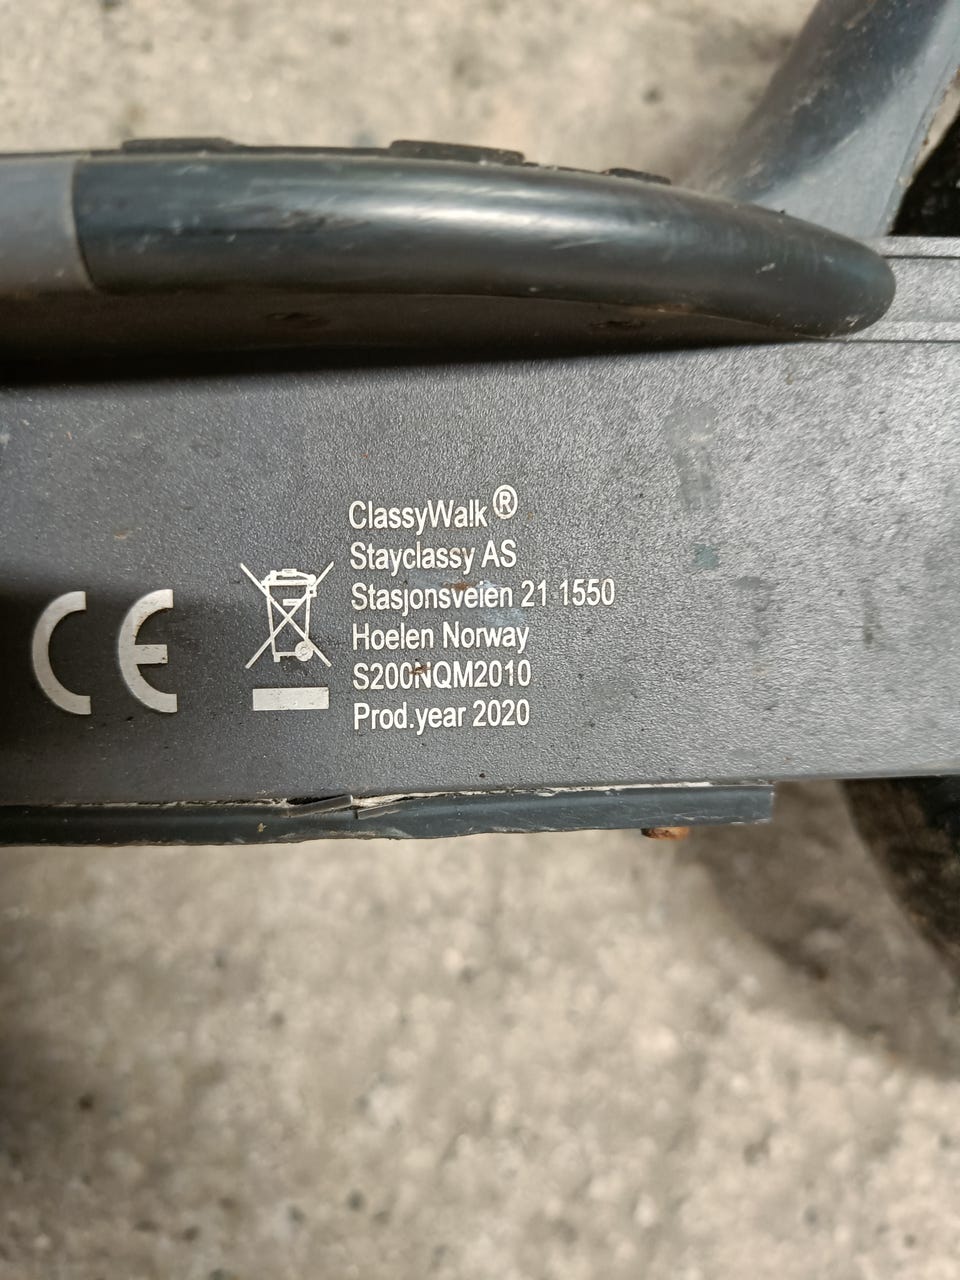 ClassyWalk®
Stayclassy AS
Stasjonsveien 21 1550
Hoelen Norway
S200NQM2010
Prod.year 2020
CE